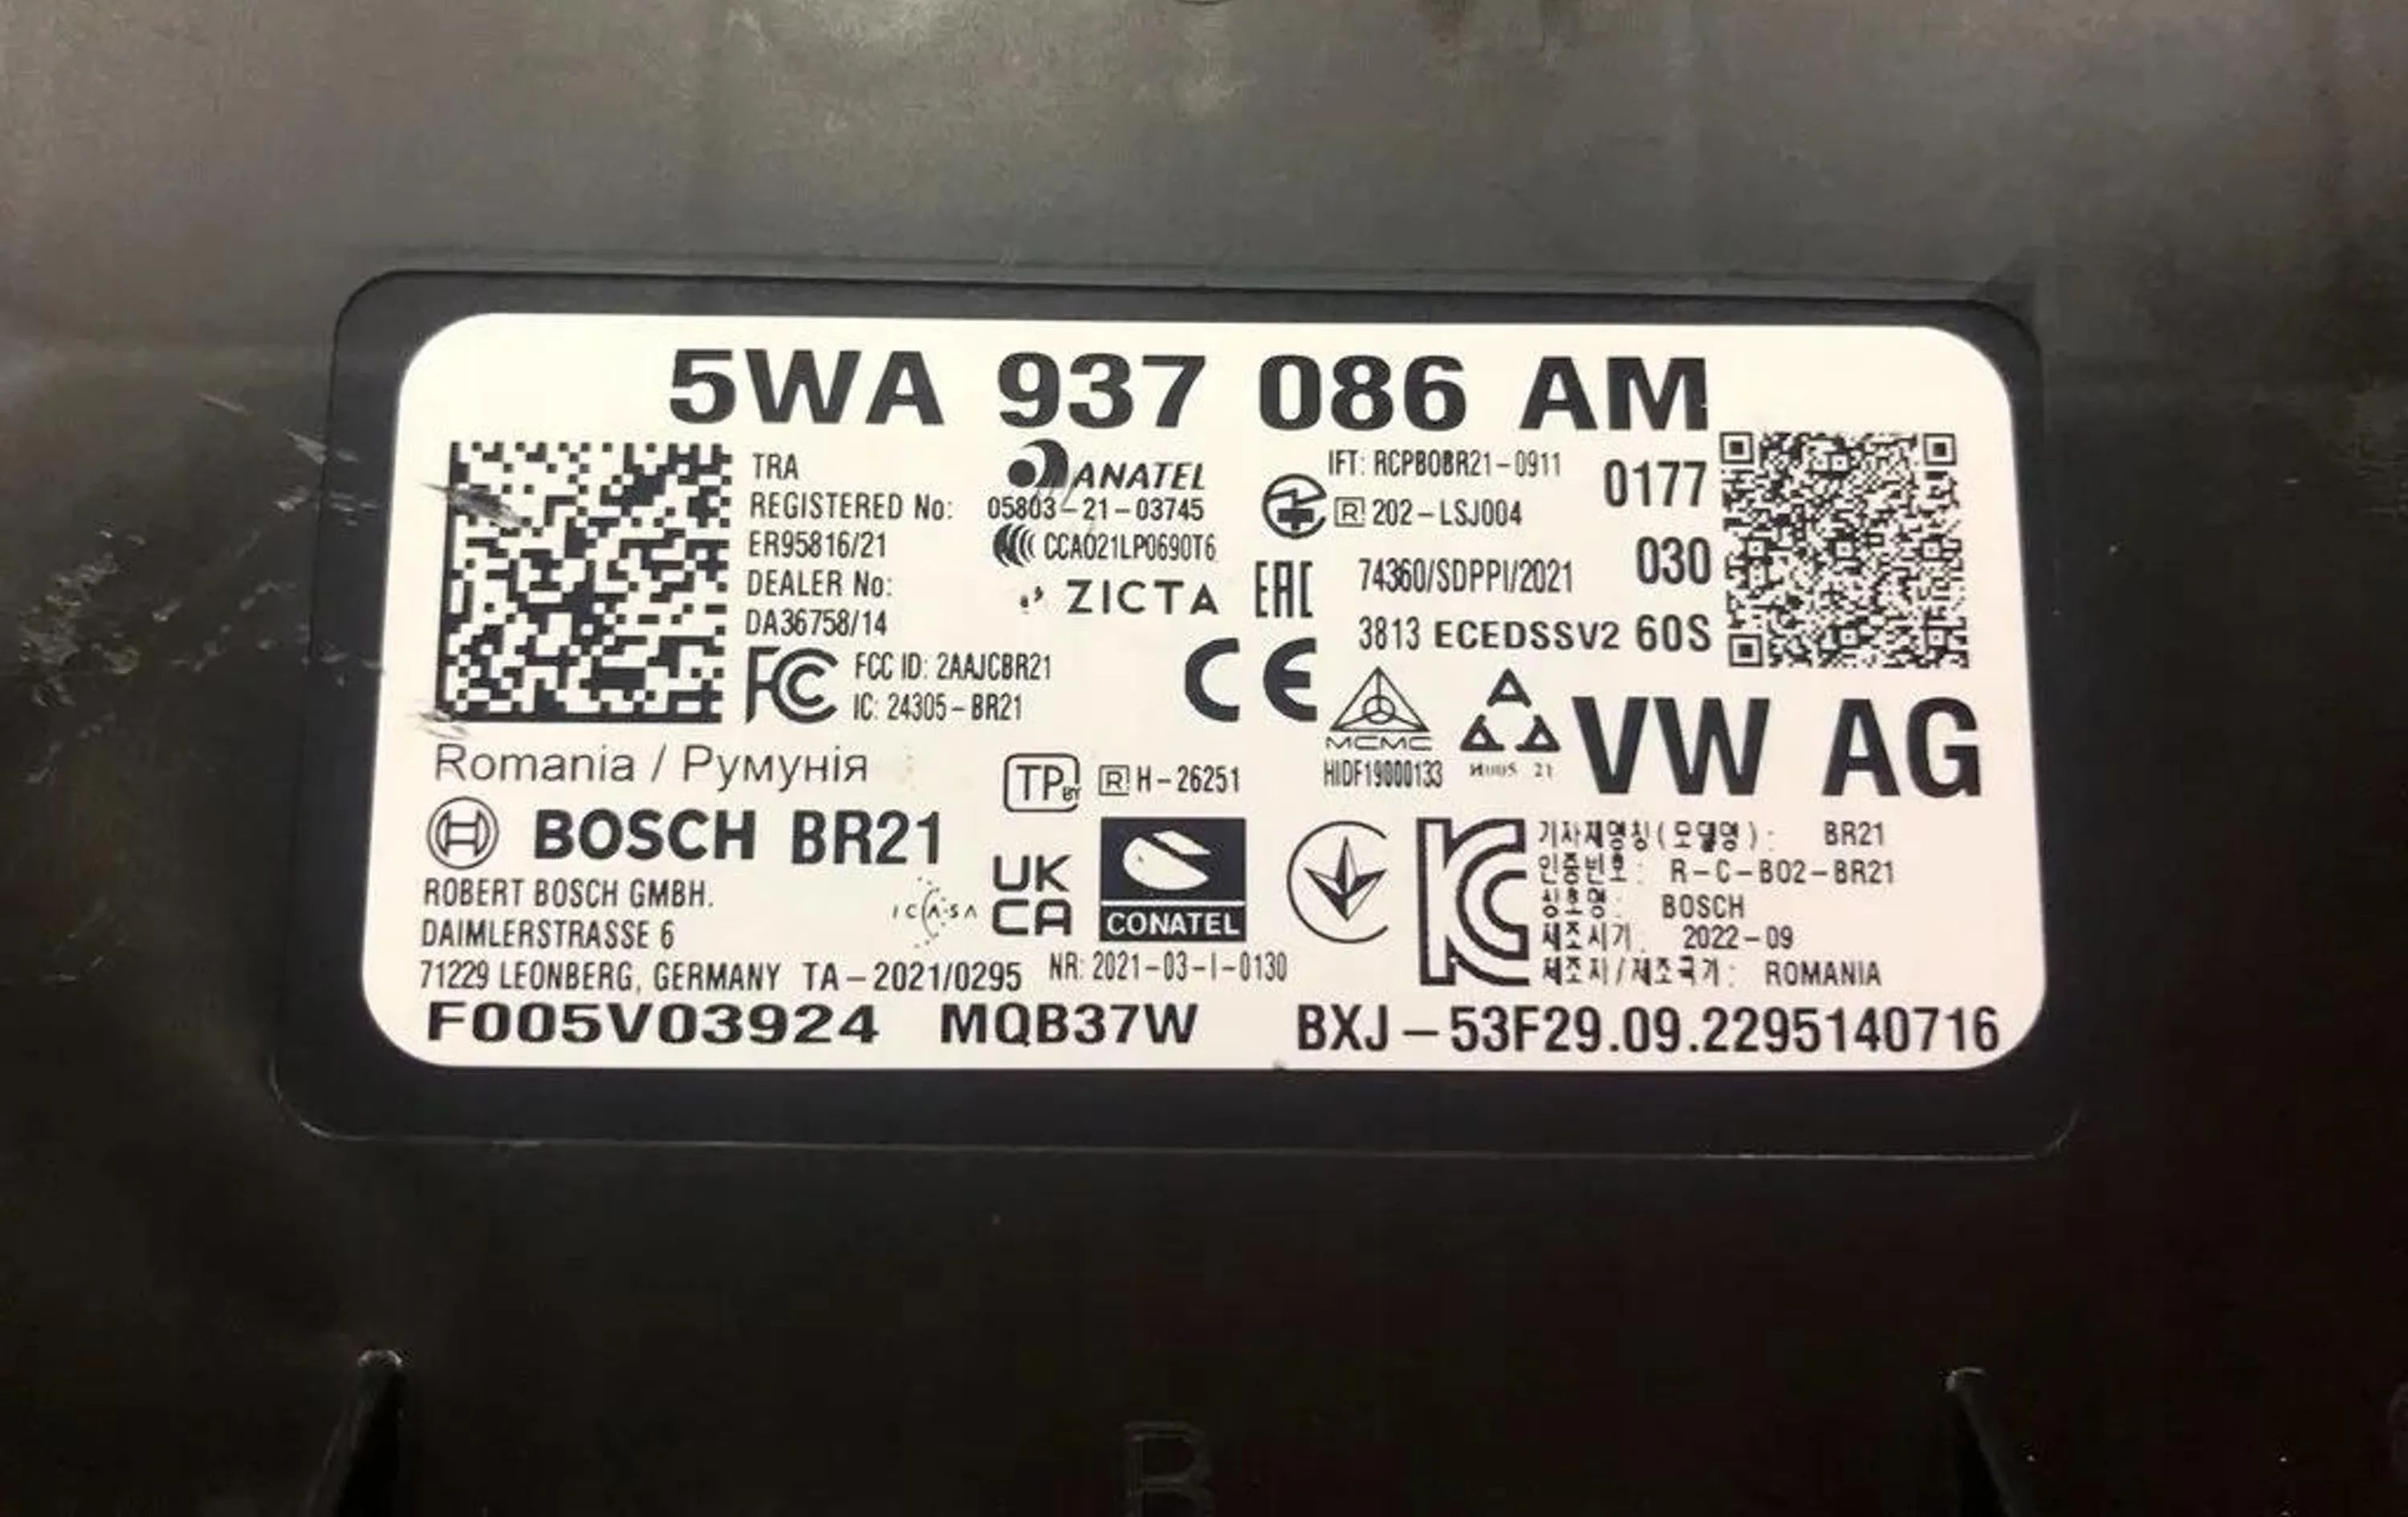 5WA 937 086 AM
TRA
REGISTERED No:
ER95816/21
DEALER No:
DA36758/14
ANATEL
05803-21-03745
CCAO21LP0690T6
ZICTA
EAC
IFT: RCPBOBR21-0911
R 202-LSJ004
74360/SDPPI/2021
3813 ECEDSSV2 60S
0177
030
FC FCC ID: 2AAJCBR21
IC: 24305-BR21
CE
MCMC
HIDF19000133
VW AG
Romania / Румунія
TP BY R H-26251
BOSCH BR21
ROBERT BOSCH GMBH.
DAIMLERSTRASSE 6
71229 LEONBERG, GERMANY TA-2021/0295
ICASA
UK
CA
CONATEL
NR: 2021-03-I-0130
기자재명칭(모델명): BR21
인증번호: R-C-BO2-BR21
상호명: BOSCH
제조시기: 2022-09
제조자/제조국가: ROMANIA
F005V03924 MQB37W BXJ-53F29.09.2295140716
B